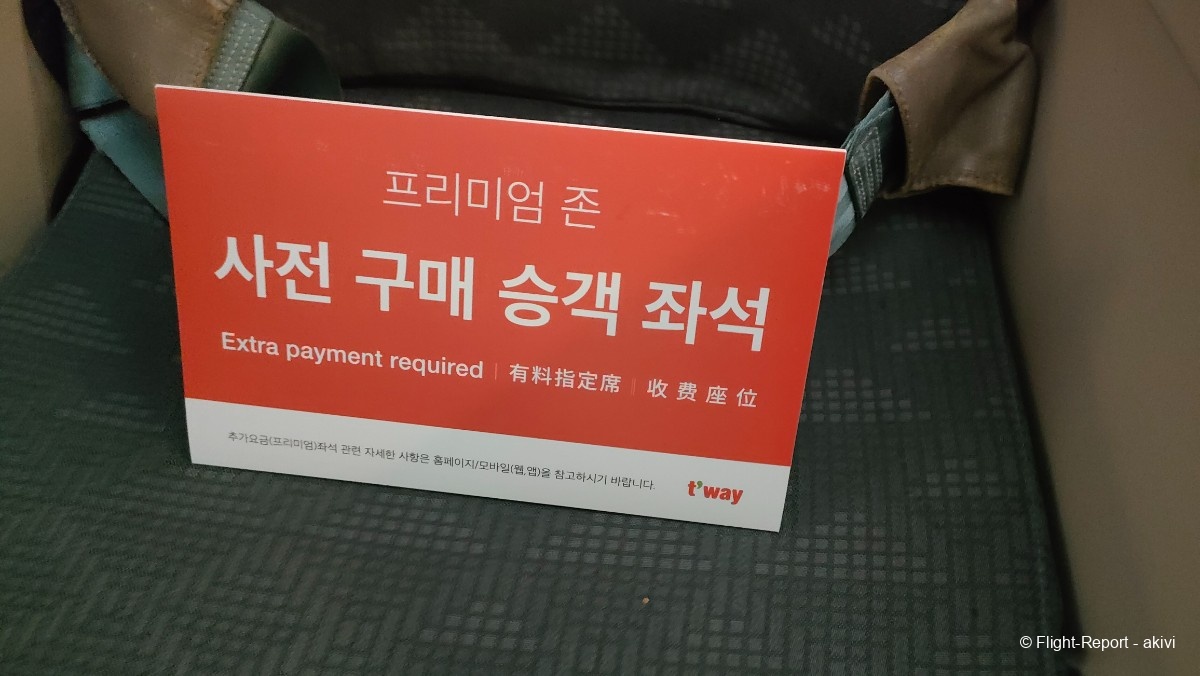 프리미엄 존
사전 구매 승객 좌석
Extra payment required | 有料指定席 | 收费座位
추가요금(프리미엄)좌석 관련 자세한 사항은 홈페이지/모바일(웹,앱)을 참고하시기 바랍니다.
t'way
© Flight-Report - akivi